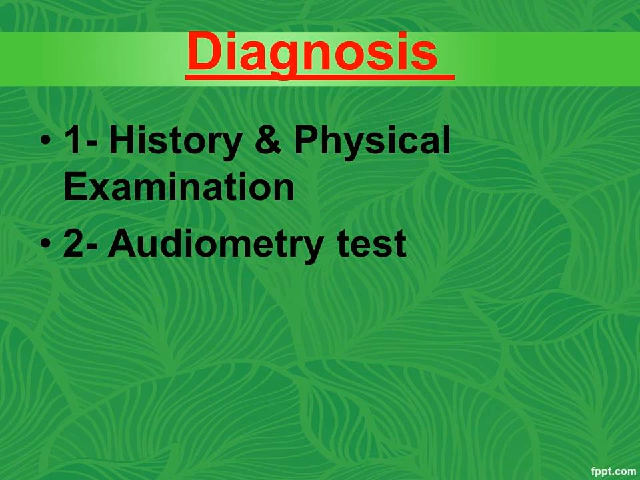 Diagnosis
• 1- History & Physical
Examination
• 2- Audiometry test
fppt.com